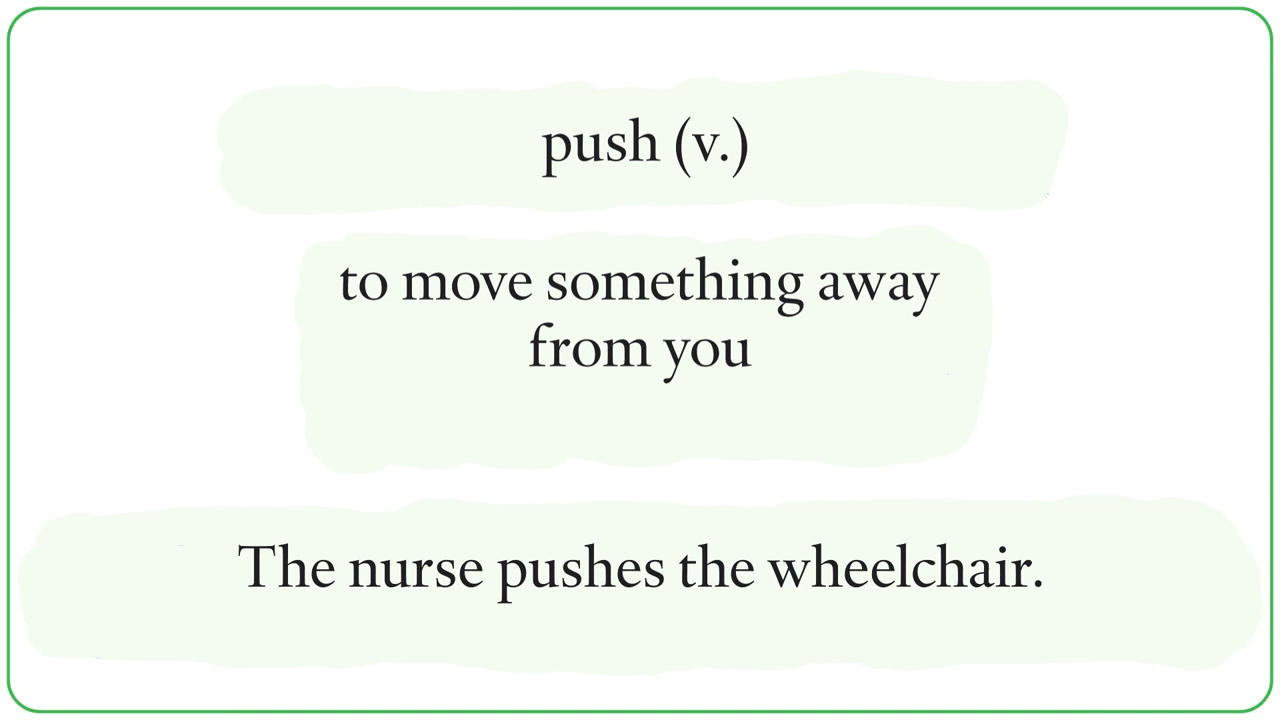 push (v.)
to move something away
from you
The nurse pushes the wheelchair.